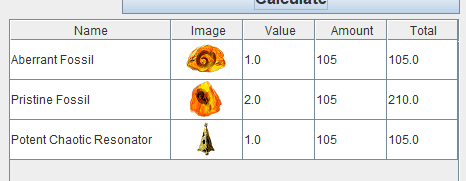 Calculate
Name Image Value Amount Total
Aberrant Fossil 1.0 105 105.0
Pristine Fossil 2.0 105 210.0
Potent Chaotic Resonator 1.0 105 105.0